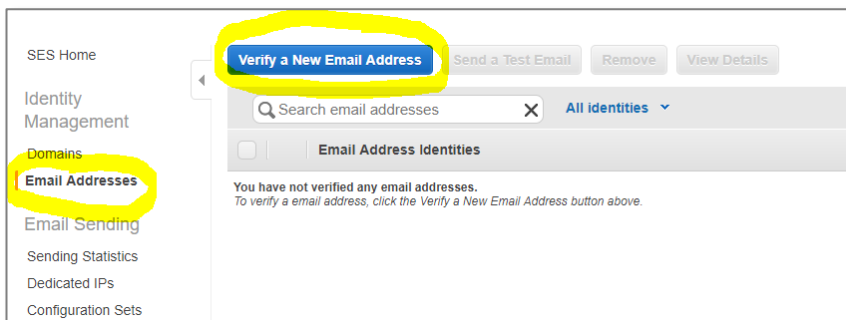 SES Home
Identity
Management
Domains
Email Addresses
Email Sending
Sending Statistics
Dedicated IPs
Configuration Sets
Verify a New Email Address Send a Test Email Remove View Details
Search email addresses All identities
Email Address Identities
You have not verified any email addresses.
To verify a email address, click the Verify a New Email Address button above.